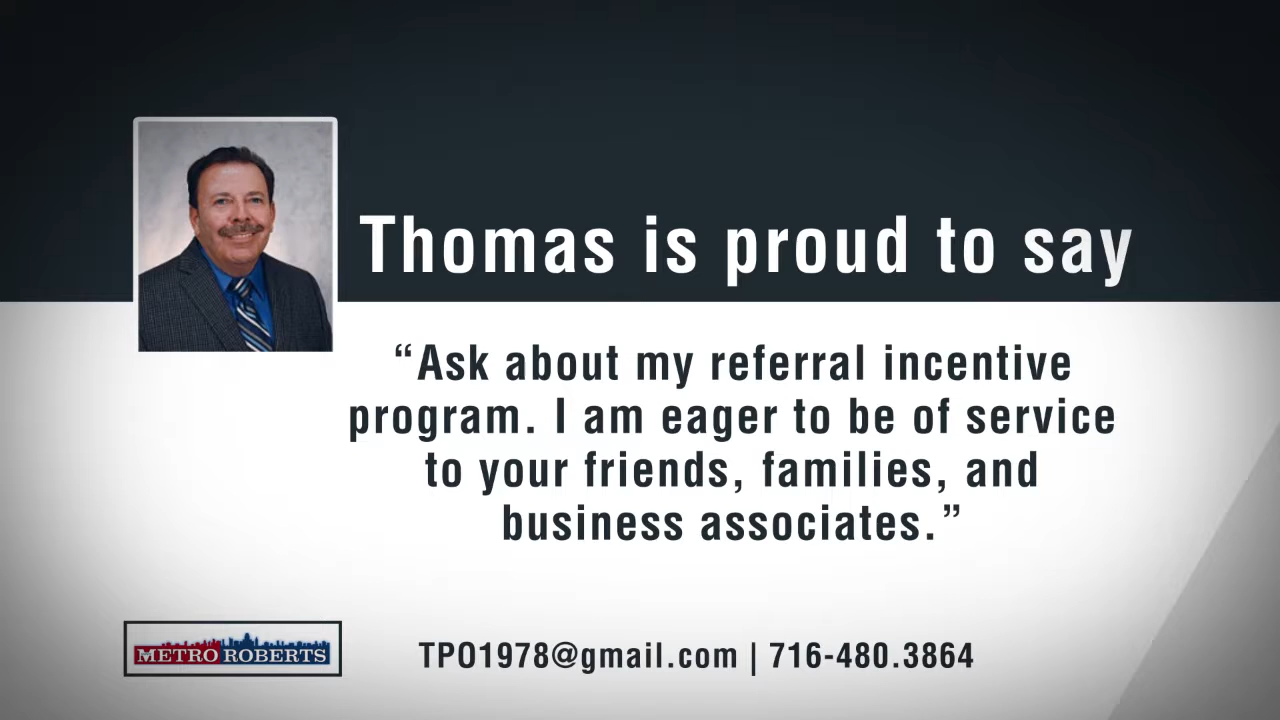 Thomas is proud to say
“Ask about my referral incentive
program. I am eager to be of service
to your friends, families, and
business associates.”
METRO ROBERTS
TPO1978@gmail.com | 716-480.3864